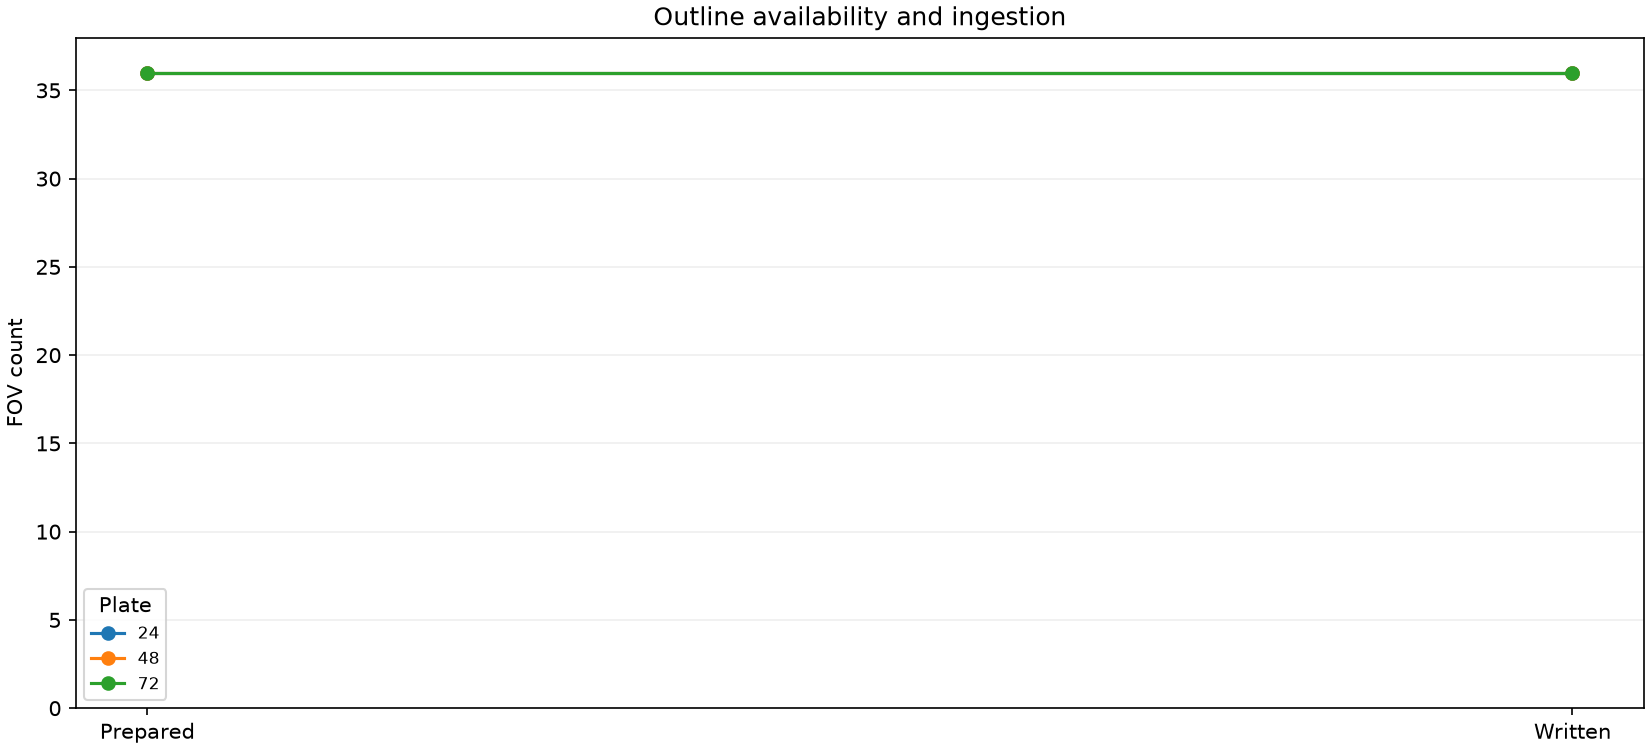 Outline availability and ingestion
FOV count
35
30
25
20
15
10
5
0
Plate
24
48
72
Prepared
Written